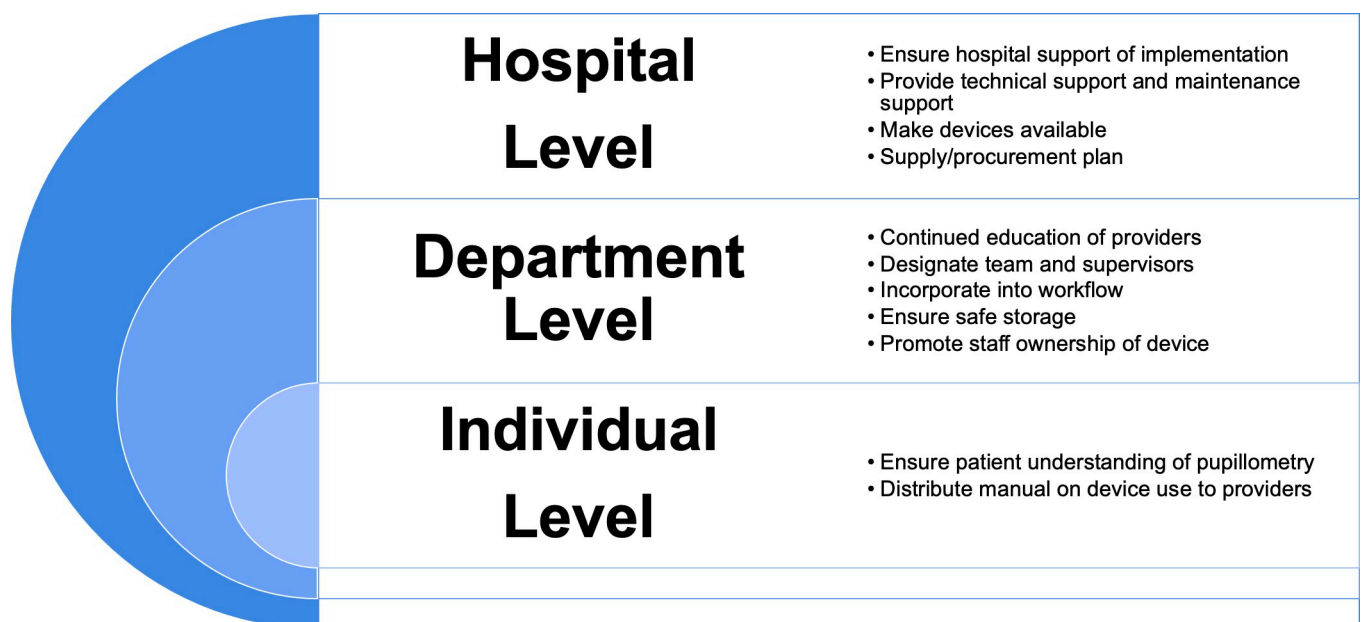 Hospital
Level
• Ensure hospital support of implementation
• Provide technical support and maintenance
support
• Make devices available
• Supply/procurement plan
Department
Level
• Continued education of providers
• Designate team and supervisors
• Incorporate into workflow
• Ensure safe storage
• Promote staff ownership of device
Individual
Level
• Ensure patient understanding of pupillometry
• Distribute manual on device use to providers